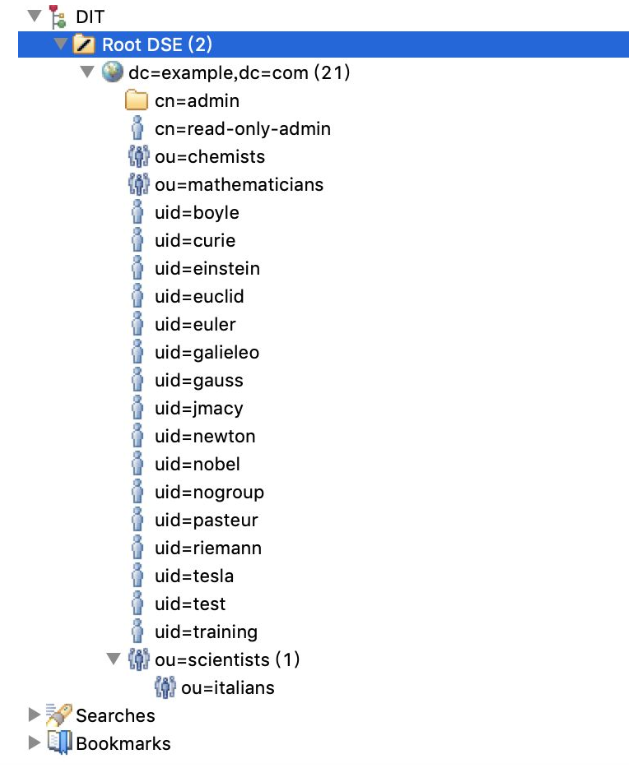 DIT
Root DSE (2)
dc=example,dc=com (21)
cn=admin
cn=read-only-admin
ou=chemists
ou=mathematicians
uid=boyle
uid=curie
uid=einstein
uid=euclid
uid=euler
uid=galieleo
uid=gauss
uid=jmacy
uid=newton
uid=nobel
uid=nogroup
uid=pasteur
uid=riemann
uid=tesla
uid=test
uid=training
ou=scientists (1)
ou=italians
Searches
Bookmarks